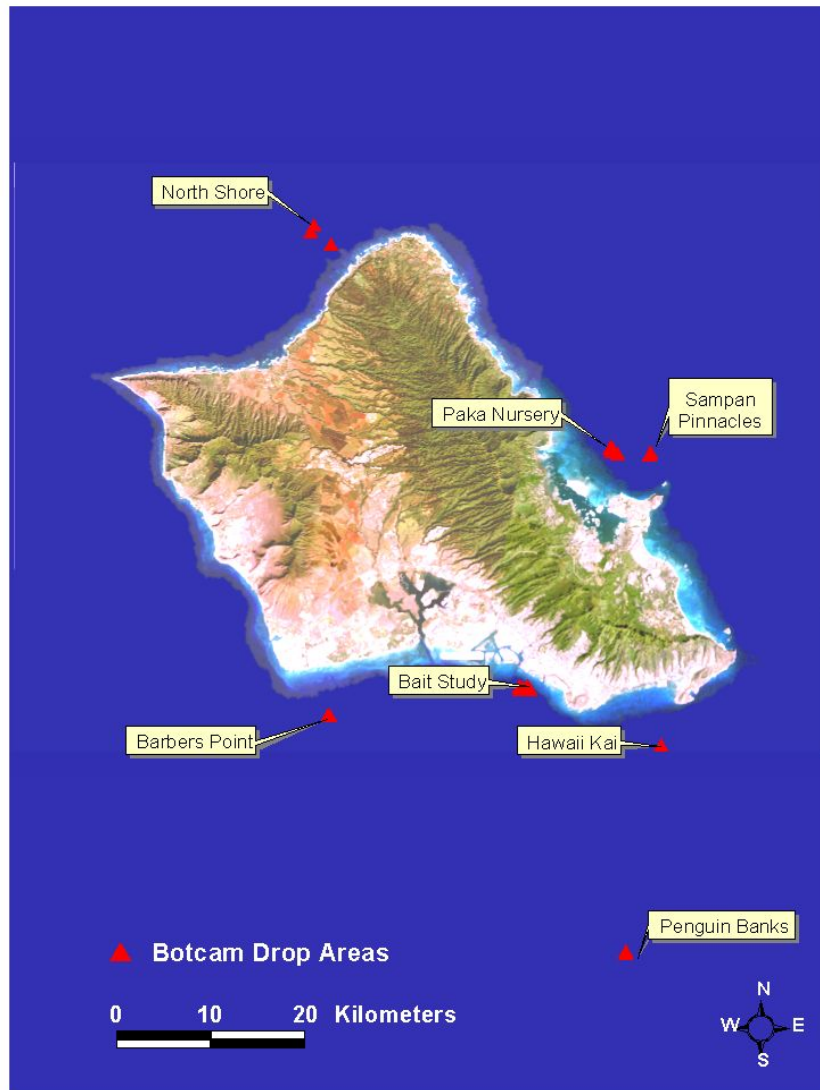 North Shore
Paka Nursery
Sampan
Pinnacles
Bait Study
Barbers Point
Hawaii Kai
Penguin Banks
Botcam Drop Areas
0 10 20 Kilometers
N
W E
S